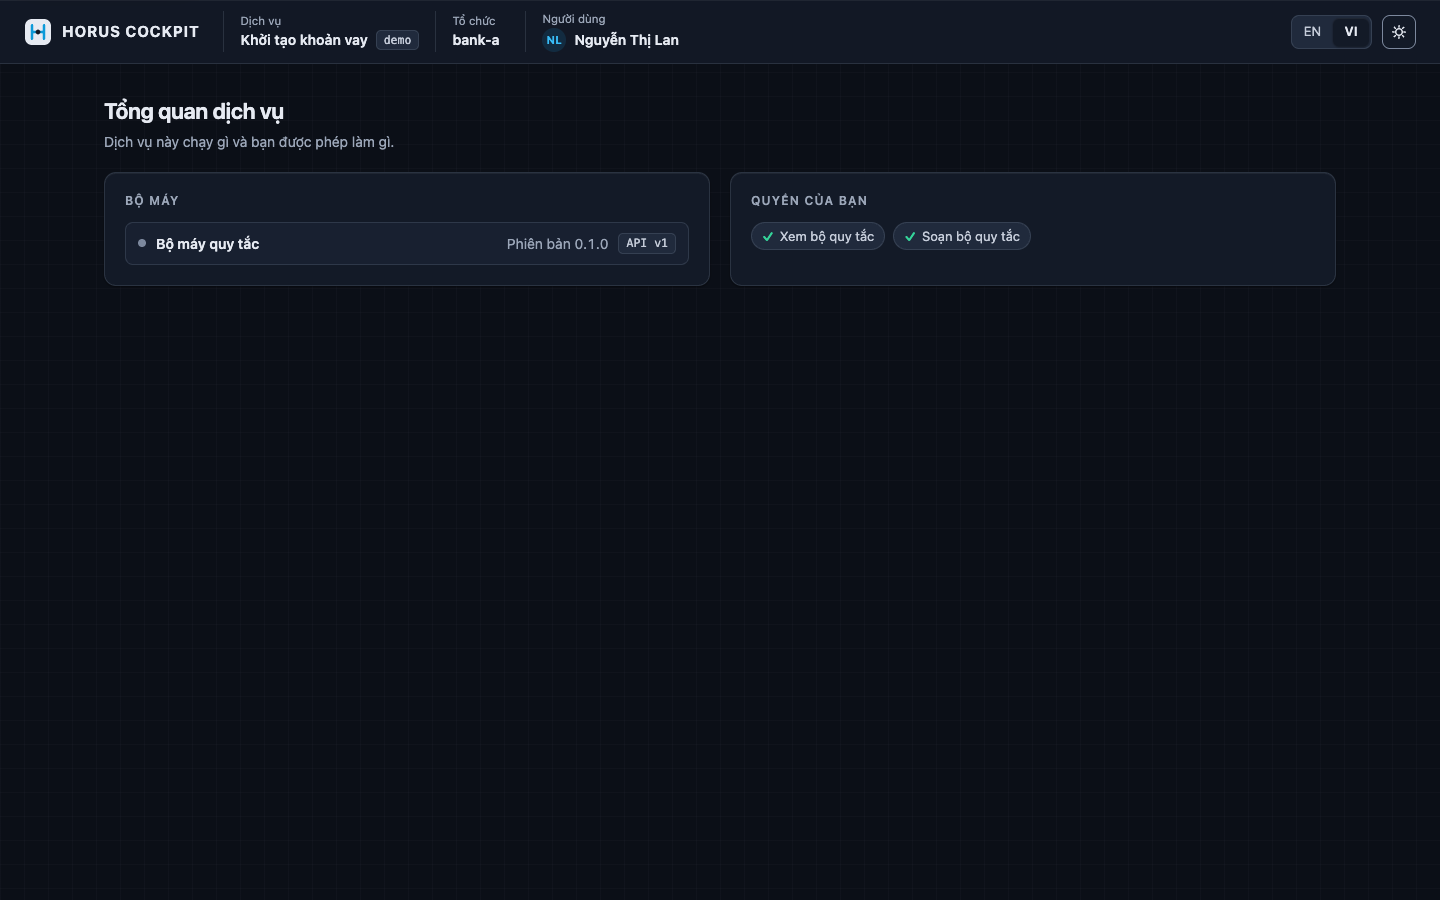 HORUS COCKPIT
Dịch vụ
Khởi tạo khoản vay demo
Tổ chức
bank-a
Người dùng
NL Nguyễn Thị Lan
EN VI
Tổng quan dịch vụ
Dịch vụ này chạy gì và bạn được phép làm gì.
BỘ MÁY
Bộ máy quy tắc Phiên bản 0.1.0 API v1
QUYỀN CỦA BẠN
Xem bộ quy tắc Soạn bộ quy tắc